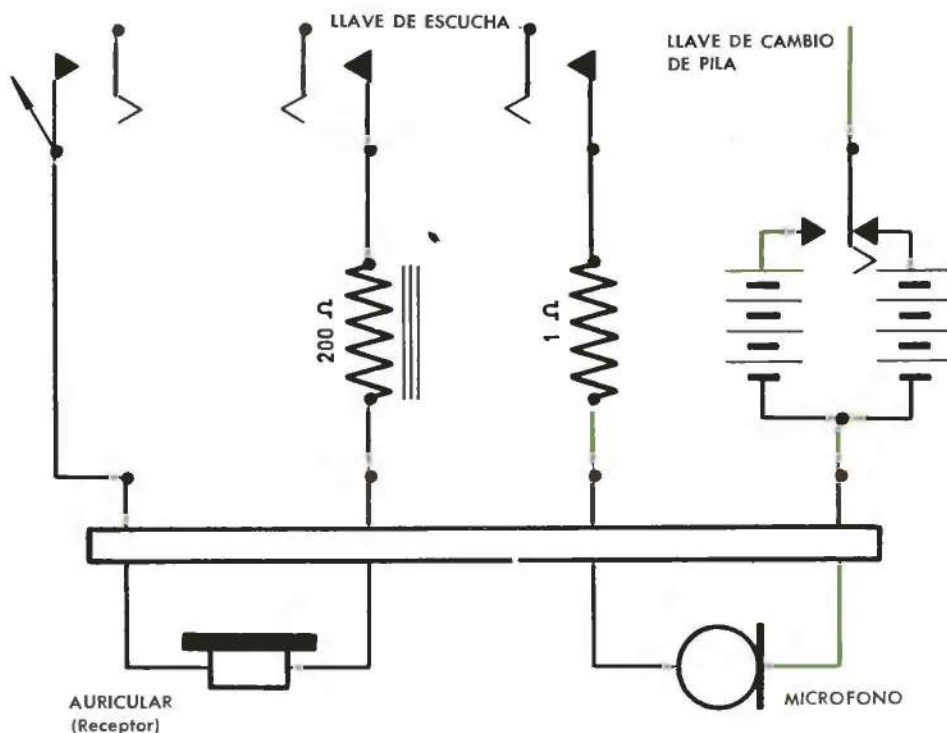 LLAVE DE ESCUCHA
LLAVE DE CAMBIO
DE PILA
200 Ω
1 Ω
AURICULAR
(Receptor)
MICROFONO